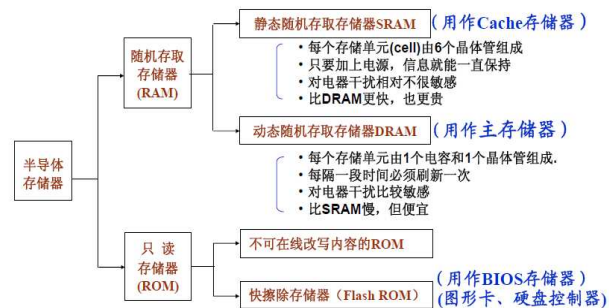 静态随机存取存储器SRAM（用作Cache存储器）
• 每个存储单元(cell)由6个晶体管组成
• 只要加上电源，信息就能一直保持
• 对电器干扰相对不很敏感
• 比DRAM更快，也更贵
随机存取
存储器
(RAM)
动态随机存取存储器DRAM（用作主存储器）
• 每个存储单元由1个电容和1个晶体管组成.
• 每隔一段时间必须刷新一次
• 对电器干扰比较敏感
• 比SRAM慢，但便宜
半导体
存储器
只 读
存储器
(ROM)
不可在线改写内容的ROM
快擦除存储器（Flash ROM）
（用作BIOS存储器）
(图形卡、硬盘控制器)